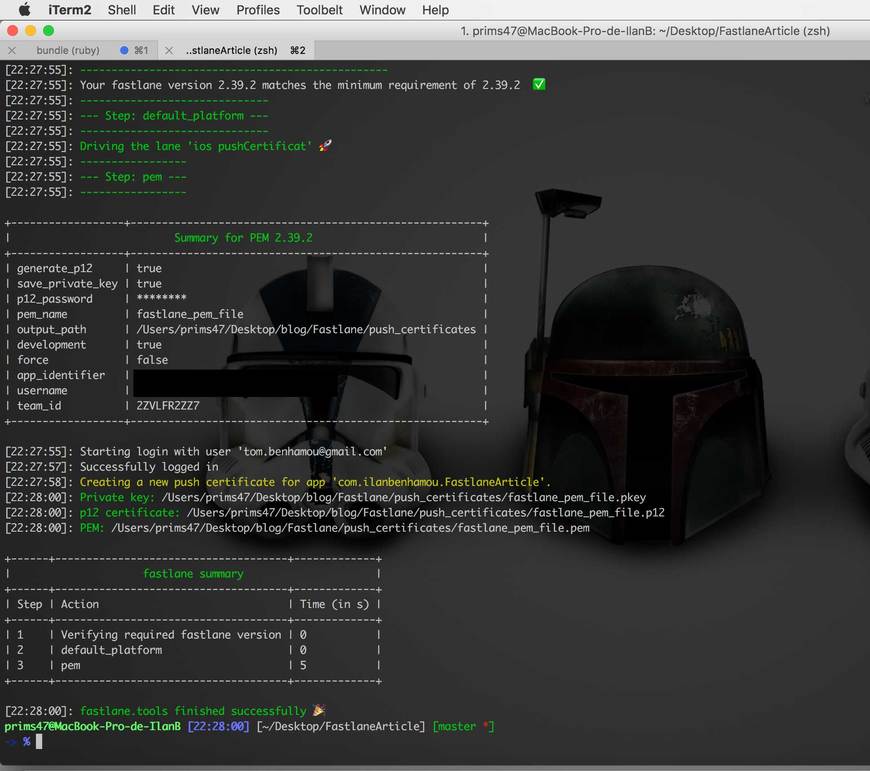 iTerm2 Shell Edit View Profiles Toolbelt Window Help
1. prims47@MacBook-Pro-de-IlanB: ~/Desktop/FastlaneArticle (zsh)
× bundle (ruby) ⌘1 × ..stlaneArticle (zsh) ⌘2
[22:27:55]: ----------------------------------------------
[22:27:55]: Your fastlane version 2.39.2 matches the minimum requirement of 2.39.2 ✅
[22:27:55]: ------------------------------
[22:27:55]: --- Step: default_platform ---
[22:27:55]: ------------------------------
[22:27:55]: Driving the lane 'ios pushCertificat' 🚀
[22:27:55]: -----------------
[22:27:55]: --- Step: pem ---
[22:27:55]: -----------------
+------------------+-----------------------------------------------------+
| Summary for PEM 2.39.2 |
+------------------+-----------------------------------------------------+
| generate_p12 | true |
| save_private_key | true |
| p12_password | ******** |
| pem_name | fastlane_pem_file |
| output_path | /Users/prims47/Desktop/blog/Fastlane/push_certificates |
| development | true |
| force | false |
| app_identifier |
| username |
| team_id | 2ZVLFR2ZZ7 |
+------------------+-----------------------------------------------------+
[22:27:55]: Starting login with user 'tom.benhamou@gmail.com'
[22:27:57]: Successfully logged in
[22:27:58]: Creating a new push certificate for app 'com.ilanbenhamou.FastlaneArticle'.
[22:28:00]: Private key: /Users/prims47/Desktop/blog/Fastlane/push_certificates/fastlane_pem_file.pkey
[22:28:00]: p12 certificate: /Users/prims47/Desktop/blog/Fastlane/push_certificates/fastlane_pem_file.p12
[22:28:00]: PEM: /Users/prims47/Desktop/blog/Fastlane/push_certificates/fastlane_pem_file.pem
+------+-------------------------------------+-------------+
| fastlane summary |
+------+-------------------------------------+-------------+
| Step | Action | Time (in s) |
+------+-------------------------------------+-------------+
| 1 | Verifying required fastlane version | 0 |
| 2 | default_platform | 0 |
| 3 | pem | 5 |
+------+-------------------------------------+-------------+
[22:28:00]: fastlane.tools finished successfully 🎉
prims47@MacBook-Pro-de-IlanB [22:28:00] [~/Desktop/FastlaneArticle] [master *]
-> %